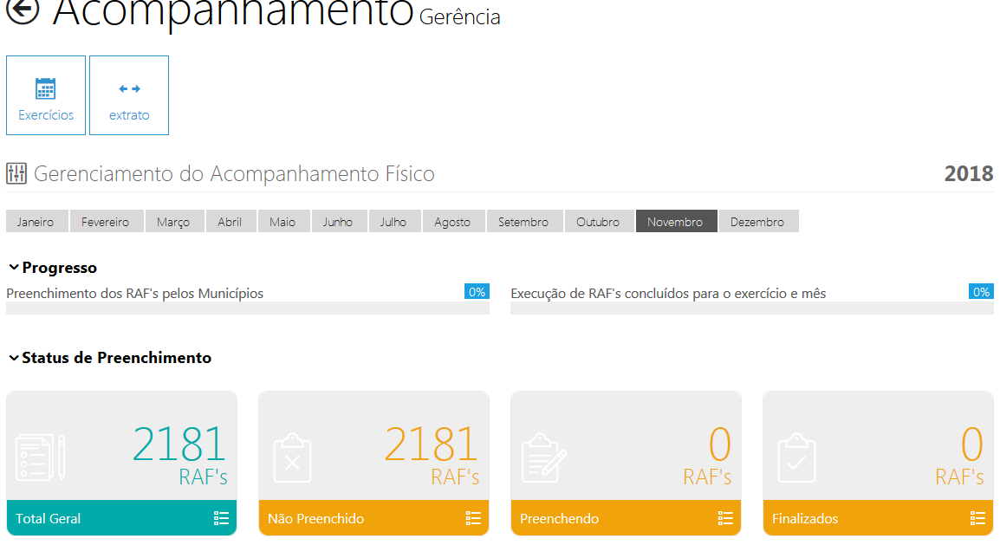 Acompanhamento Gerência
Exercícios extrato
Gerenciamento do Acompanhamento Físico 2018
Janeiro Fevereiro Março Abril Maio Junho Julho Agosto Setembro Outubro Novembro Dezembro
Progresso
Preenchimento dos RAF's pelos Municípios 0% Execução de RAF's concluídos para o exercício e mês 0%
Status de Preenchimento
2181 2181 0 0
RAF's RAF's RAF's RAF's
Total Geral Não Preenchido Preenchendo Finalizados